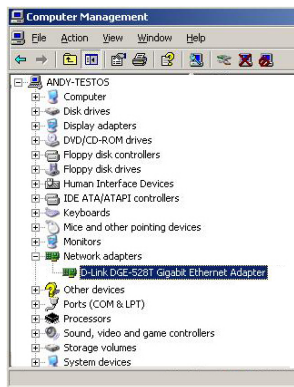 Computer Management
File Action View Window Help
ANDY-TESTOS
Computer
Disk drives
Display adapters
DVD/CD-ROM drives
Floppy disk controllers
Floppy disk drives
Human Interface Devices
IDE ATA/ATAPI controllers
Keyboards
Mice and other pointing devices
Monitors
Network adapters
D-Link DGE-528T Gigabit Ethernet Adapter
Other devices
Ports (COM & LPT)
Processors
Sound, video and game controllers
Storage volumes
System devices